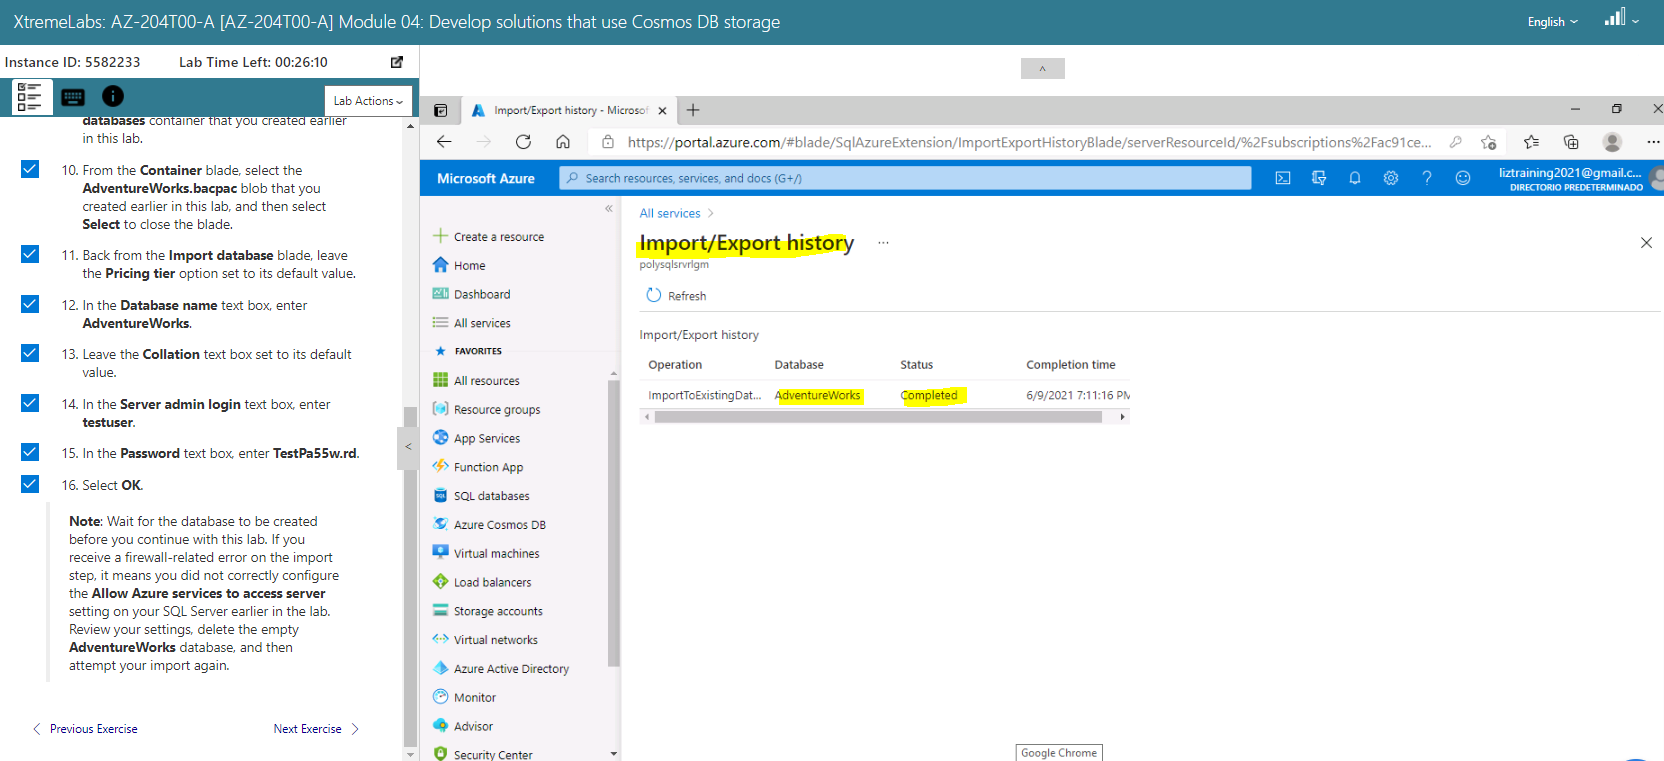 XtremeLabs: AZ-204T00-A [AZ-204T00-A] Module 04: Develop solutions that use Cosmos DB storage
English
Instance ID: 5582233
Lab Time Left: 00:26:10
Lab Actions
databases container that you created earlier
in this lab.
10. From the Container blade, select the
AdventureWorks.bacpac blob that you
created earlier in this lab, and then select
Select to close the blade.
11. Back from the Import database blade, leave
the Pricing tier option set to its default value.
12. In the Database name text box, enter
AdventureWorks.
13. Leave the Collation text box set to its default
value.
14. In the Server admin login text box, enter
testuser.
15. In the Password text box, enter TestPa55w.rd.
16. Select OK.
Note: Wait for the database to be created
before you continue with this lab. If you
receive a firewall-related error on the import
step, it means you did not correctly configure
the Allow Azure services to access server
setting on your SQL Server earlier in the lab.
Review your settings, delete the empty
AdventureWorks database, and then
attempt your import again.
Previous Exercise
Next Exercise
Import/Export history - Microsof
https://portal.azure.com/#blade/SqlAzureExtension/ImportExportHistoryBlade/serverResourceId/%2Fsubscriptions%2Fac91ce...
Microsoft Azure
Search resources, services, and docs (G+/)
liztraining2021@gmail.c...
DIRECTORIO PREDETERMINADO
Create a resource
Home
Dashboard
All services
FAVORITES
All resources
Resource groups
App Services
Function App
SQL databases
Azure Cosmos DB
Virtual machines
Load balancers
Storage accounts
Virtual networks
Azure Active Directory
Monitor
Advisor
Security Center
All services >
Import/Export history ...
polysqlsrvrlgm
Refresh
Import/Export history
Operation Database Status Completion time
ImportToExistingDat... AdventureWorks Completed 6/9/2021 7:11:16 PM
Google Chrome